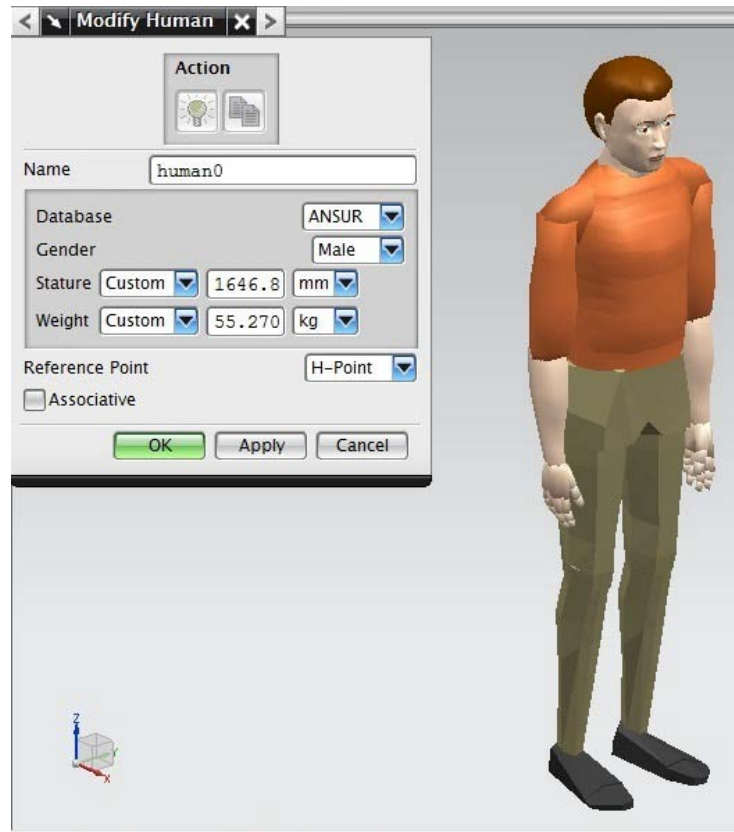 Modify Human
Action
Name human0
Database ANSUR
Gender Male
Stature Custom 1646.8 mm
Weight Custom 55.270 kg
Reference Point H-Point
Associative
OK Apply Cancel
Z
Y
X